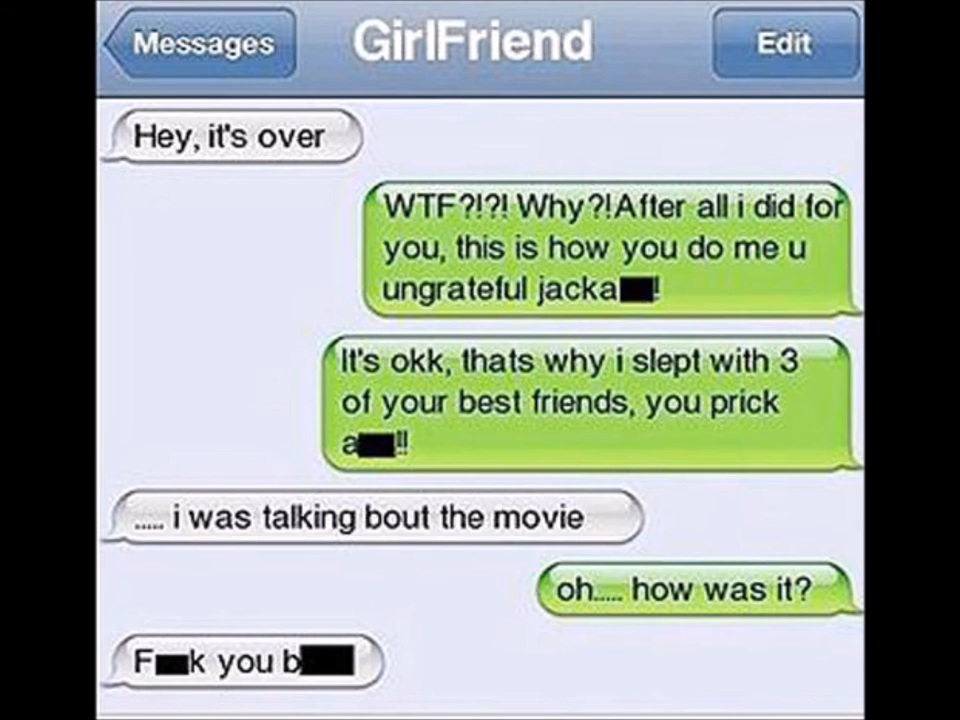 Messages
GirlFriend
Edit
Hey, it's over
WTF?!?! Why?!After all i did for
you, this is how you do me u
ungrateful jacka!
It's okk, thats why i slept with 3
of your best friends, you prick
a!!
..... i was talking bout the movie
oh..... how was it?
Fk you b